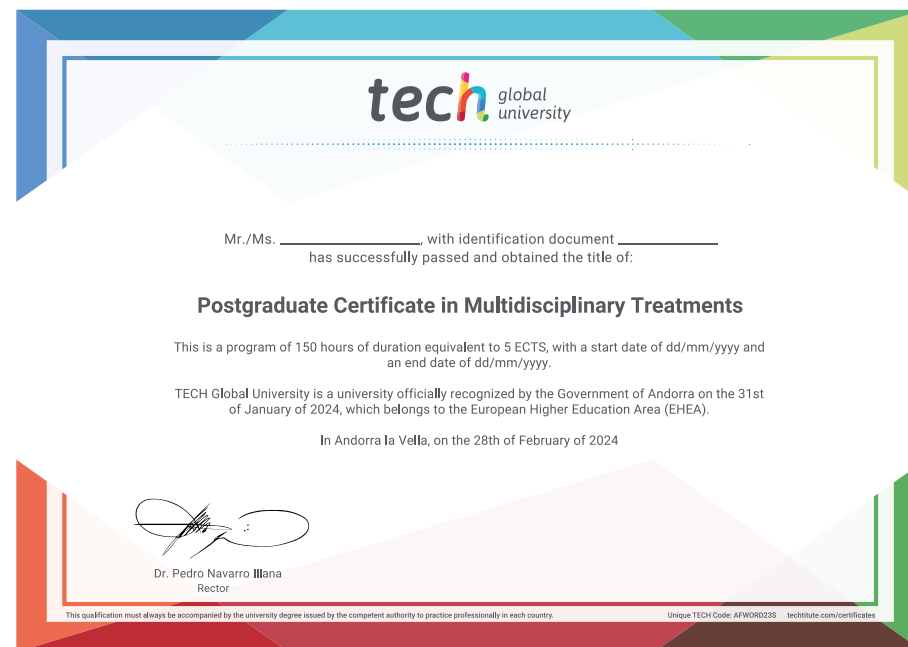 tech global
university
Mr./Ms. _______________, with identification document ____________
has successfully passed and obtained the title of:
Postgraduate Certificate in Multidisciplinary Treatments
This is a program of 150 hours of duration equivalent to 5 ECTS, with a start date of dd/mm/yyyy and
an end date of dd/mm/yyyy.
TECH Global University is a university officially recognized by the Government of Andorra on the 31st
of January of 2024, which belongs to the European Higher Education Area (EHEA).
In Andorra la Vella, on the 28th of February of 2024
Dr. Pedro Navarro Illana
Rector
This qualification must always be accompanied by the university degree issued by the competent authority to practice professionally in each country.
Unique TECH Code: AFWORD23S techtitute.com/certificates